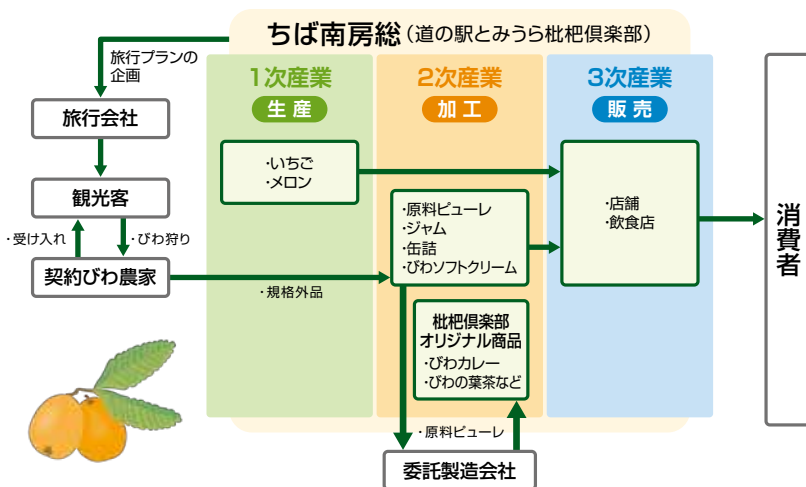 ちば南房総（道の駅とみうら枇杷倶楽部）
旅行プランの
企画
1次産業
生産
2次産業
加工
3次産業
販売
旅行会社
・いちご
・メロン
観光客
・受け入れ
・びわ狩り
契約びわ農家
・規格外品
・原料ピューレ
・ジャム
・缶詰
・びわソフトクリーム
・店舗
・飲食店
消費者
枇杷倶楽部
オリジナル商品
・びわカレー
・びわの葉茶など
・原料ピューレ
委託製造会社